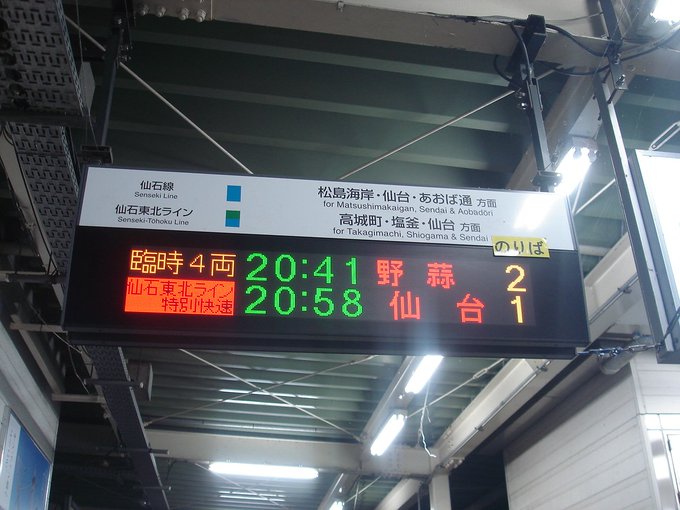 仙石線 松島海岸・仙台・あおば通 方面
Senseki Line for Matsushimakaigan, Sendai & Aobadōri
仙石東北ライン 高城町・塩釜・仙台 方面
Senseki-Tōhoku Line for Takagimachi, Shiogama & Sendai
のりば
臨時4両 20:41 野蒜 2
仙石東北ライン
特別快速 20:58 仙台 1